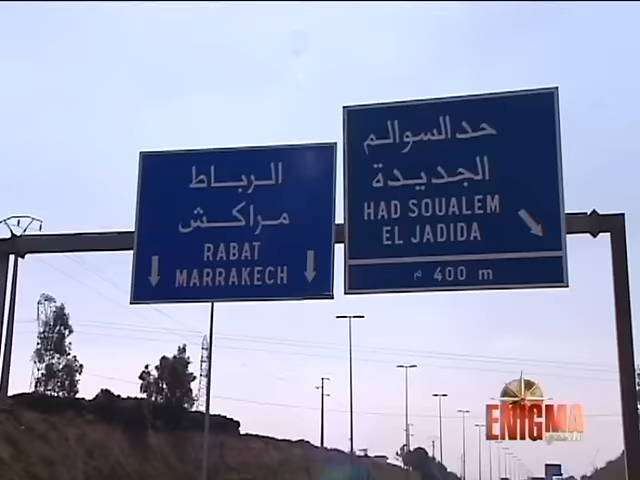 الرباط
مراكش
RABAT
MARRAKECH
حد السوالم
الجديدة
HAD SOUALEM
EL JADIDA
م 400 m
ENIGMA